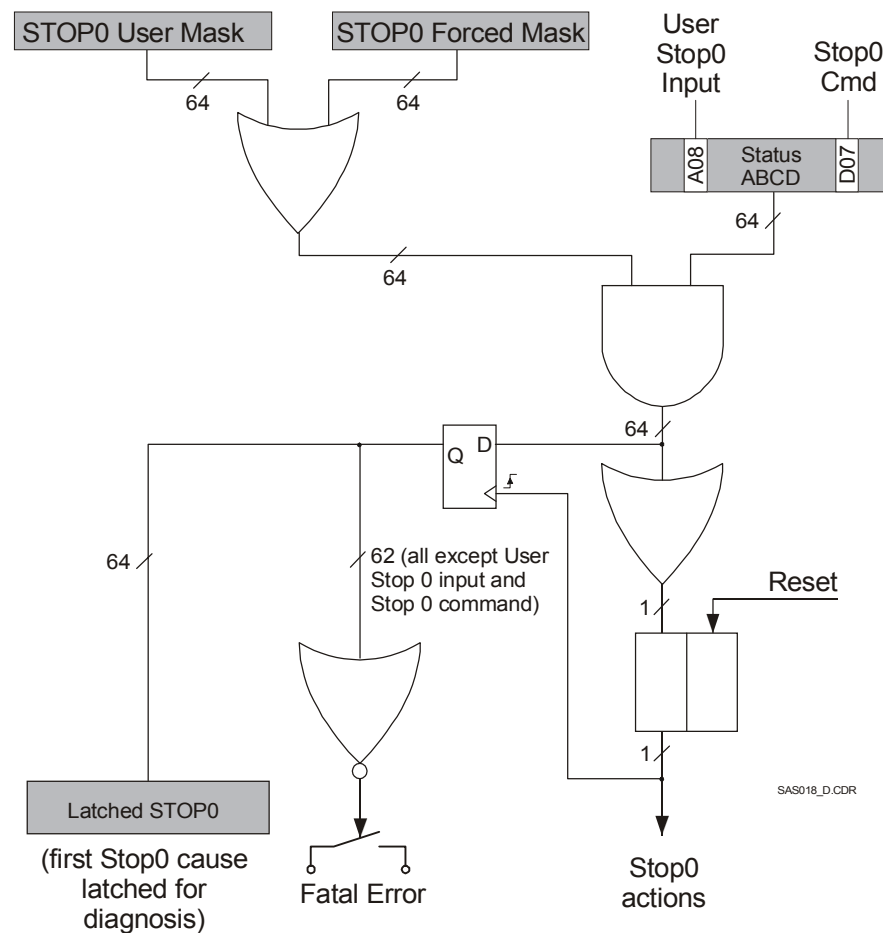 STOP0 User Mask
STOP0 Forced Mask
User
Stop0
Input
Stop0
Cmd
64
64
A08
Status
ABCD
D07
64
64
64
Q
D
64
62 (all except User
Stop 0 input and
Stop 0 command)
1
Reset
1
SAS018_D.CDR
Latched STOP0
(first Stop0 cause
latched for
diagnosis)
Fatal Error
Stop0
actions